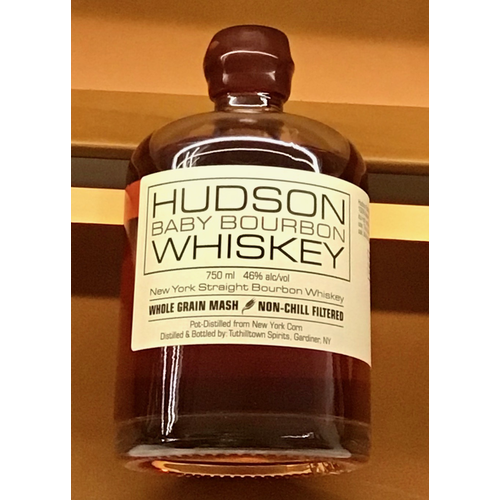 HUDSON
BABY BOURBON
WHISKEY
750 ml 46% alc/vol
New York Straight Bourbon Whiskey
WHOLE GRAIN MASH NON-CHILL FILTERED
Pot-Distilled from New York Corn
Distilled & Bottled by: Tuthilltown Spirits, Gardiner, NY